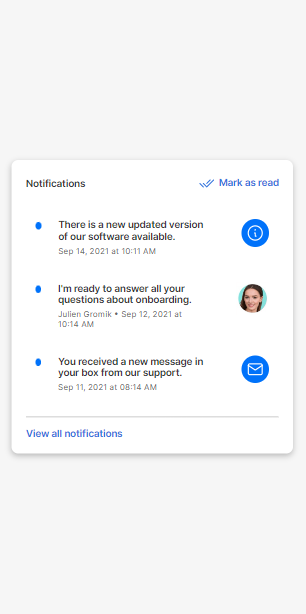 Notifications
Mark as read
There is a new updated version
of our software available.
Sep 14, 2021 at 10:11 AM
I'm ready to answer all your
questions about onboarding.
Julien Gromik • Sep 12, 2021 at
10:14 AM
You received a new message in
your box from our support.
Sep 11, 2021 at 08:14 AM
View all notifications